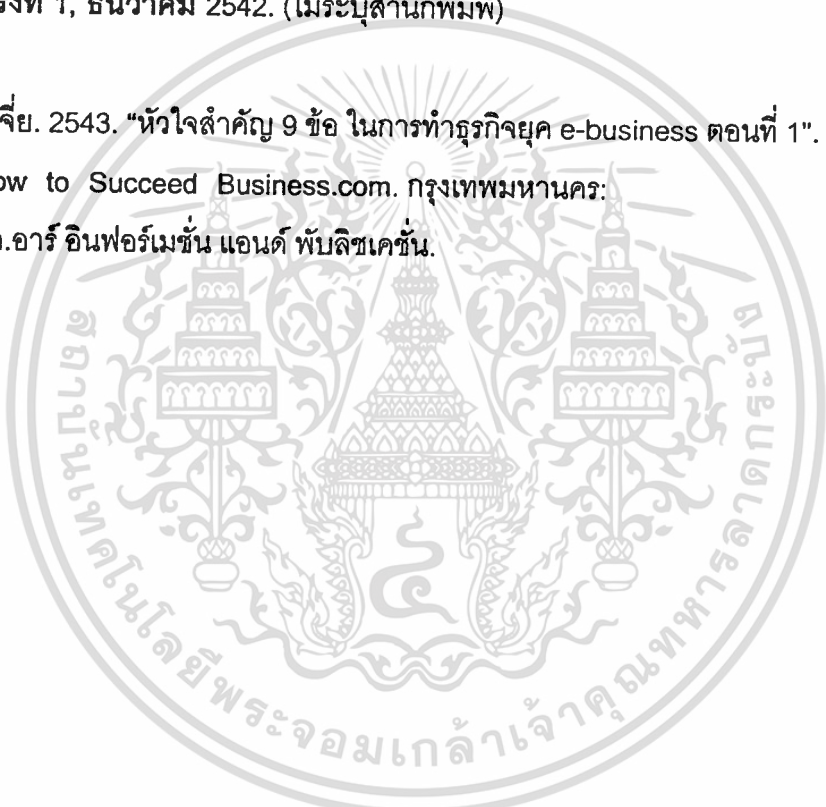 ที่ 1, ธันวาคม 2542. (ไม่ระบุสำนักพิมพ์)
จี่ย. 2543. "หัวใจสำคัญ 9 ข้อ ในการทำธุรกิจยุค e-business ตอนที่ 1".
ow to Succeed Business.com. กรุงเทพมหานคร:
.อาร์ อินฟอร์เมชั่น แอนด์ พับลิชเคชั่น.
สถาบันเทคโนโลยีพระจอมเกล้าเจ้าคุณทหารลาดกระบัง
๔